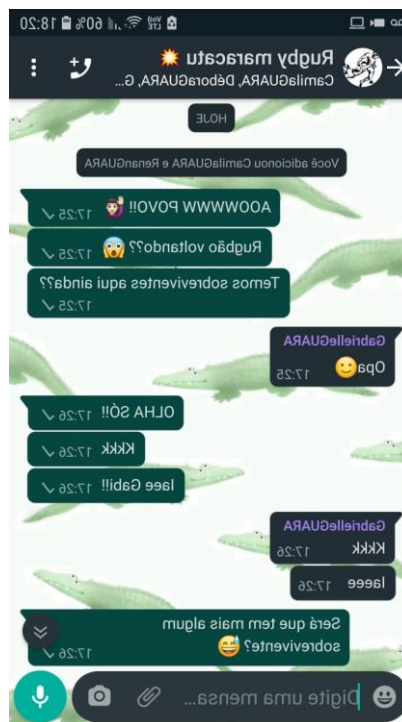 18:20 60%
Rugby maracatu
CamilaGUARA, DéboraGUARA, G...
HOJE
Você adicionou CamilaGUARA e RenanGUARA
AOOWWWW POVO!! 17:25
Rugbão voltando?? 17:25
Temos sobreviventes aqui ainda??
17:25
GabrielleGUARA
Opa 17:25
OLHA SÓ!! 17:26
Kkkk 17:26
Iaee Gabi!! 17:26
GabrielleGUARA
Kkkk 17:26
Iaeee 17:26
Será que tem mais algum
sobrevivente? 17:26
Digite uma mensa...